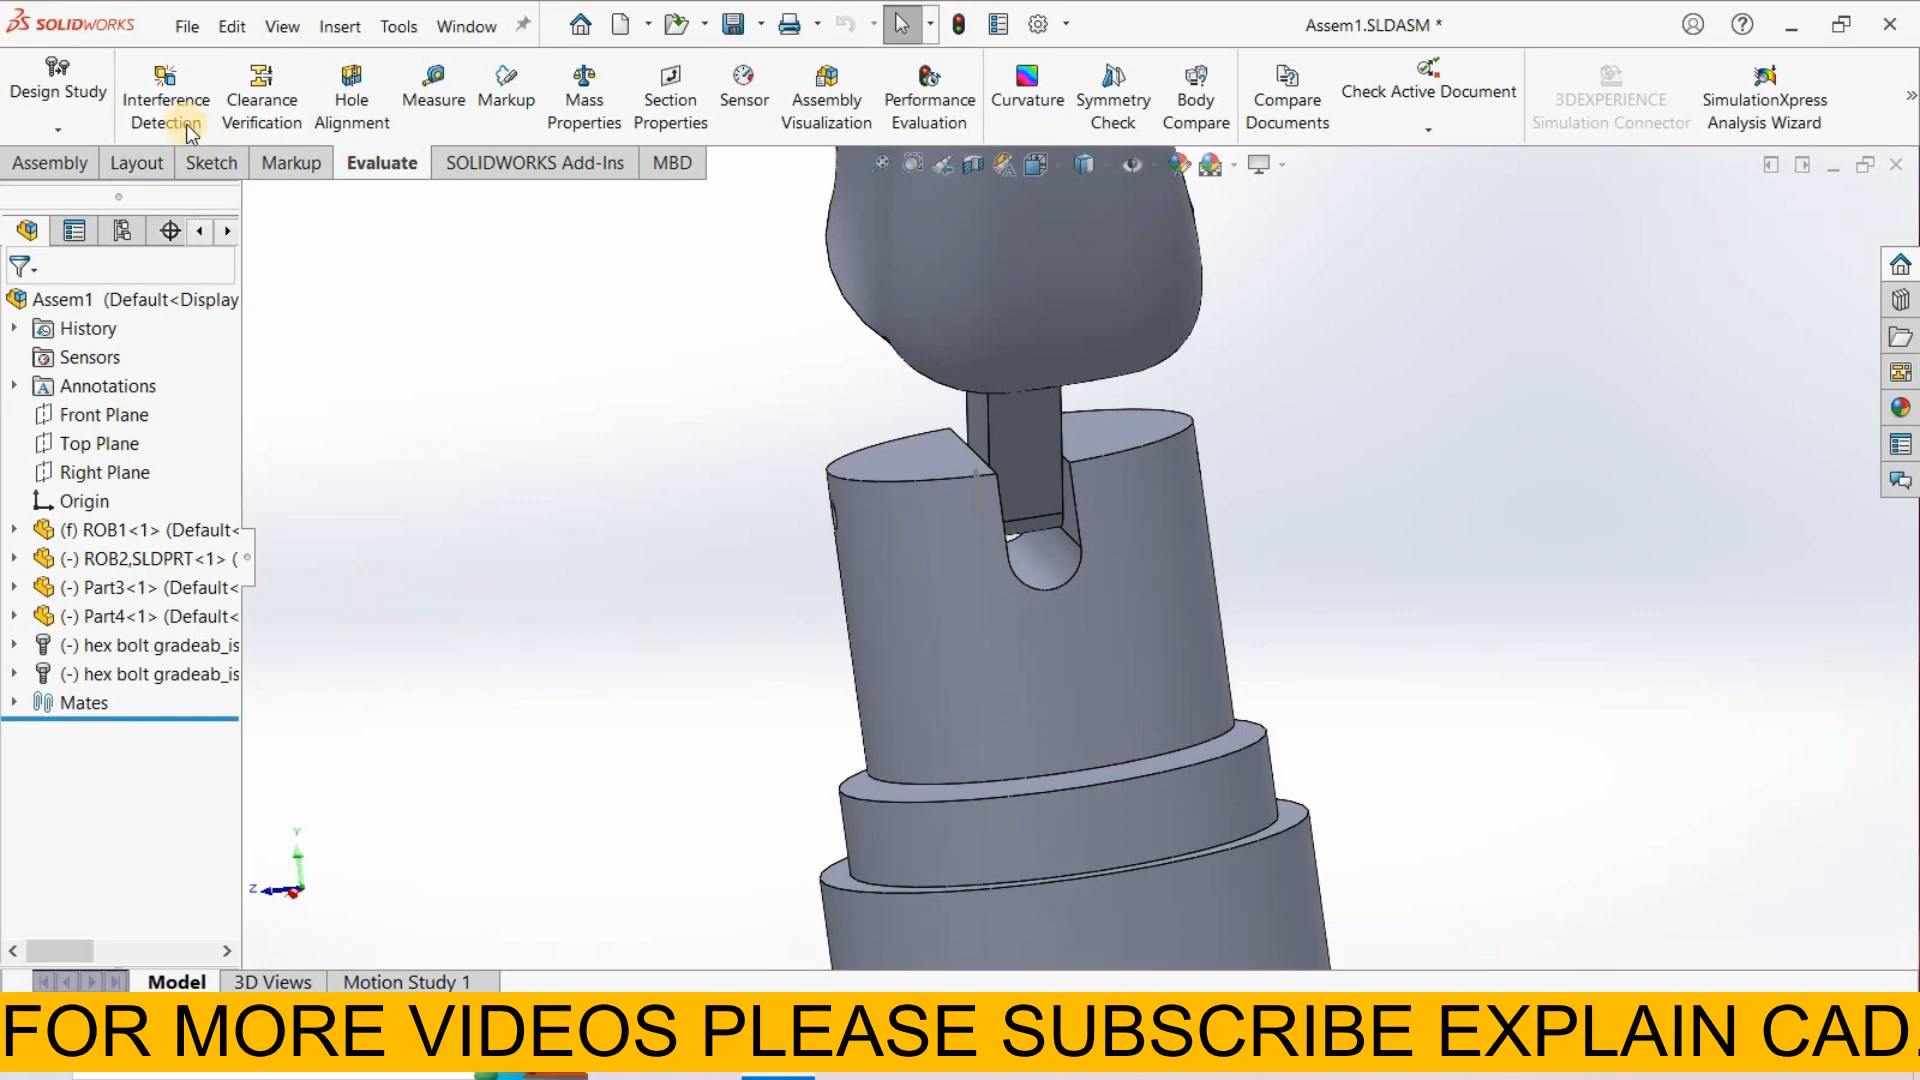 SOLIDWORKS File Edit View Insert Tools Window Assem1.SLDASM *
Design Study
Interference Detection
Clearance Verification
Hole Alignment
Measure
Markup
Mass Properties
Section Properties
Sensor
Assembly Visualization
Performance Evaluation
Curvature
Symmetry Check
Body Compare
Compare Documents
Check Active Document
3DEXPERIENCE Simulation Connector
SimulationXpress Analysis Wizard
Assembly Layout Sketch Markup Evaluate SOLIDWORKS Add-Ins MBD
Assem1 (Default<Display
History
Sensors
Annotations
Front Plane
Top Plane
Right Plane
Origin
(f) ROB1<1> (Default<
(-) ROB2,SLDPRT<1> (
(-) Part3<1> (Default<
(-) Part4<1> (Default<
(-) hex bolt gradeab_is
(-) hex bolt gradeab_is
Mates
Y
Z
Model 3D Views Motion Study 1
FOR MORE VIDEOS PLEASE SUBSCRIBE EXPLAIN CAD.